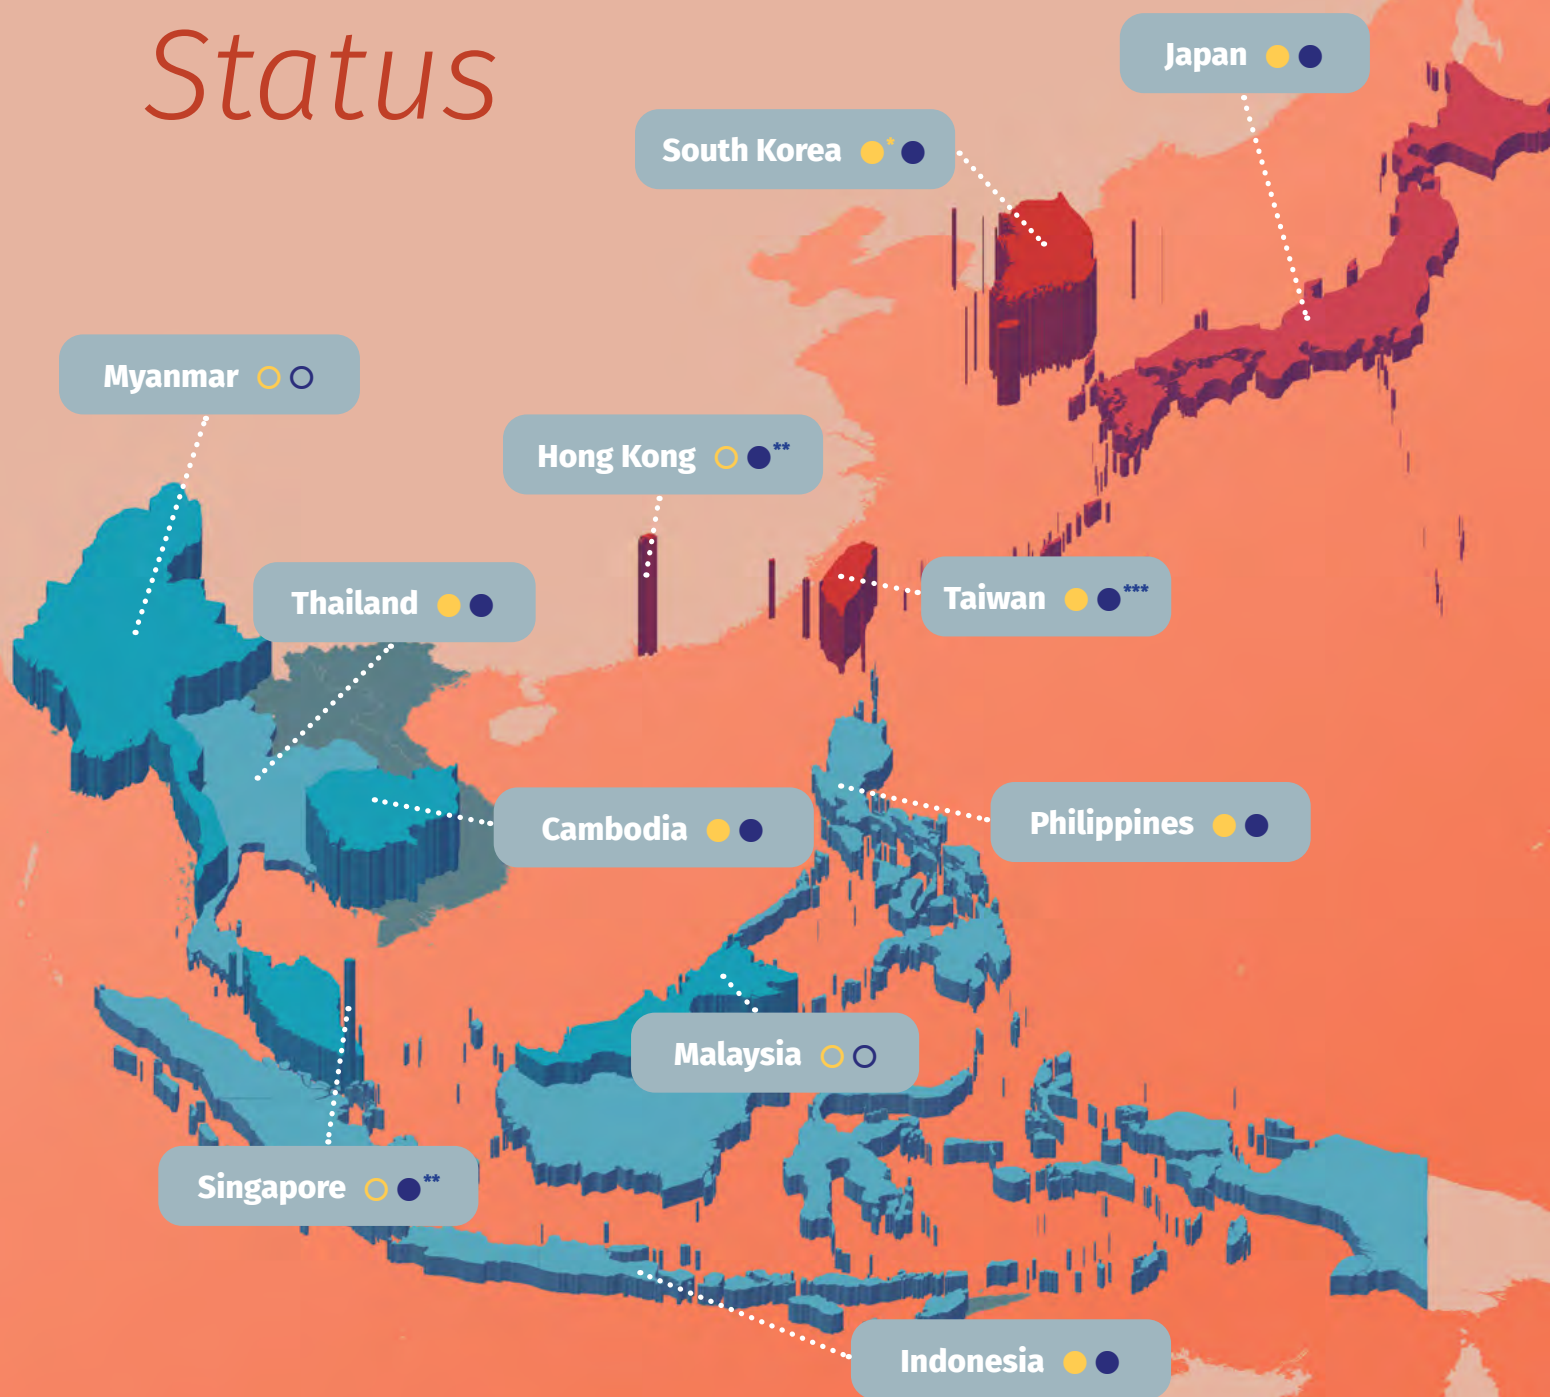 Status
Japan
South Korea *
Myanmar
Hong Kong **
Thailand
Taiwan ***
Cambodia
Philippines
Malaysia
Singapore **
Indonesia